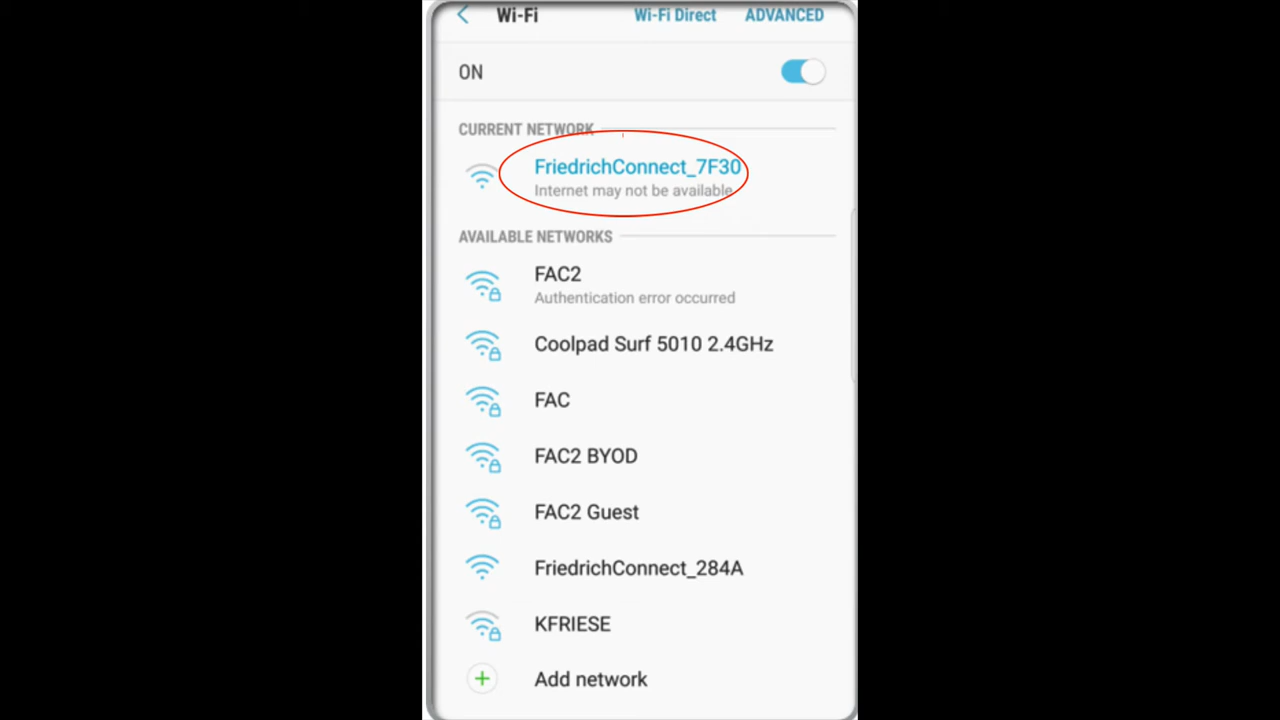 Wi-Fi Wi-Fi Direct ADVANCED
ON
CURRENT NETWORK
FriedrichConnect_7F30
Internet may not be available
AVAILABLE NETWORKS
FAC2
Authentication error occurred
Coolpad Surf 5010 2.4GHz
FAC
FAC2 BYOD
FAC2 Guest
FriedrichConnect_284A
KFRIESE
Add network